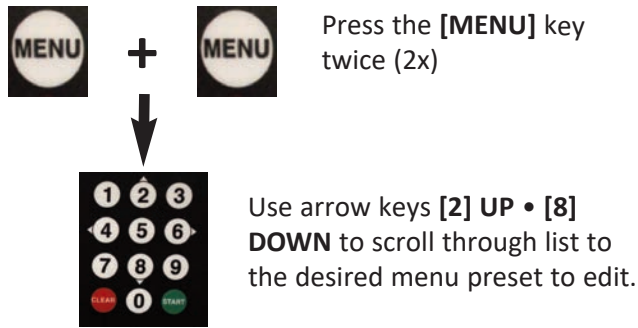 MENU + MENU
Press the [MENU] key
twice (2x)
1 2 3
4 5 6
7 8 9
CLEAR 0 START
Use arrow keys [2] UP • [8]
DOWN to scroll through list to
the desired menu preset to edit.